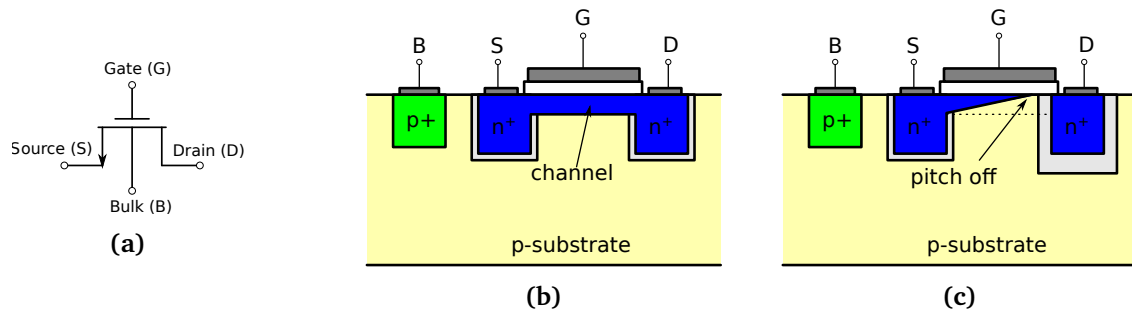 Gate (G)
Source (S)
Drain (D)
Bulk (B)
(a)
G
B
S
D
p+
n+
n+
channel
p-substrate
(b)
G
B
S
D
p+
n+
n+
pitch off
p-substrate
(c)